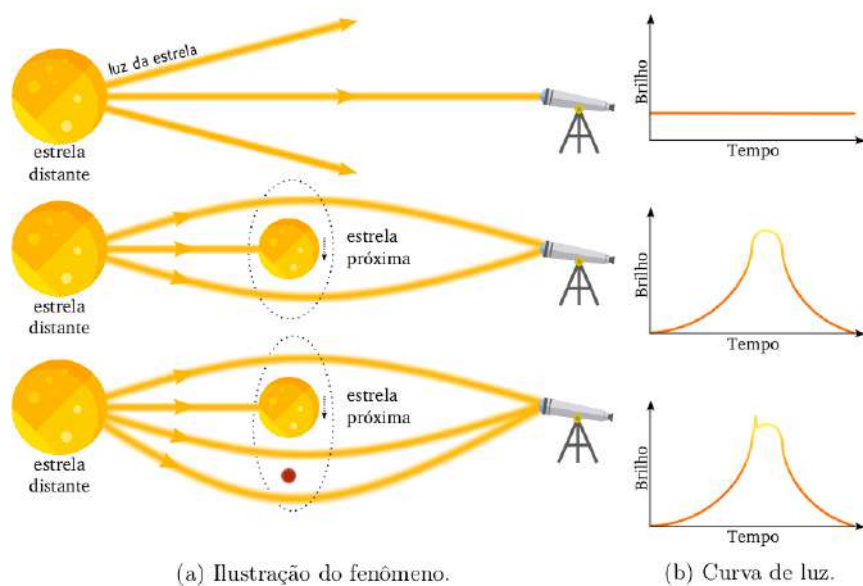 luz da estrela
estrela
distante
Brilho
Tempo
estrela
próxima
estrela
distante
Brilho
Tempo
estrela
próxima
estrela
distante
Brilho
Tempo
(a) Ilustração do fenômeno.
(b) Curva de luz.